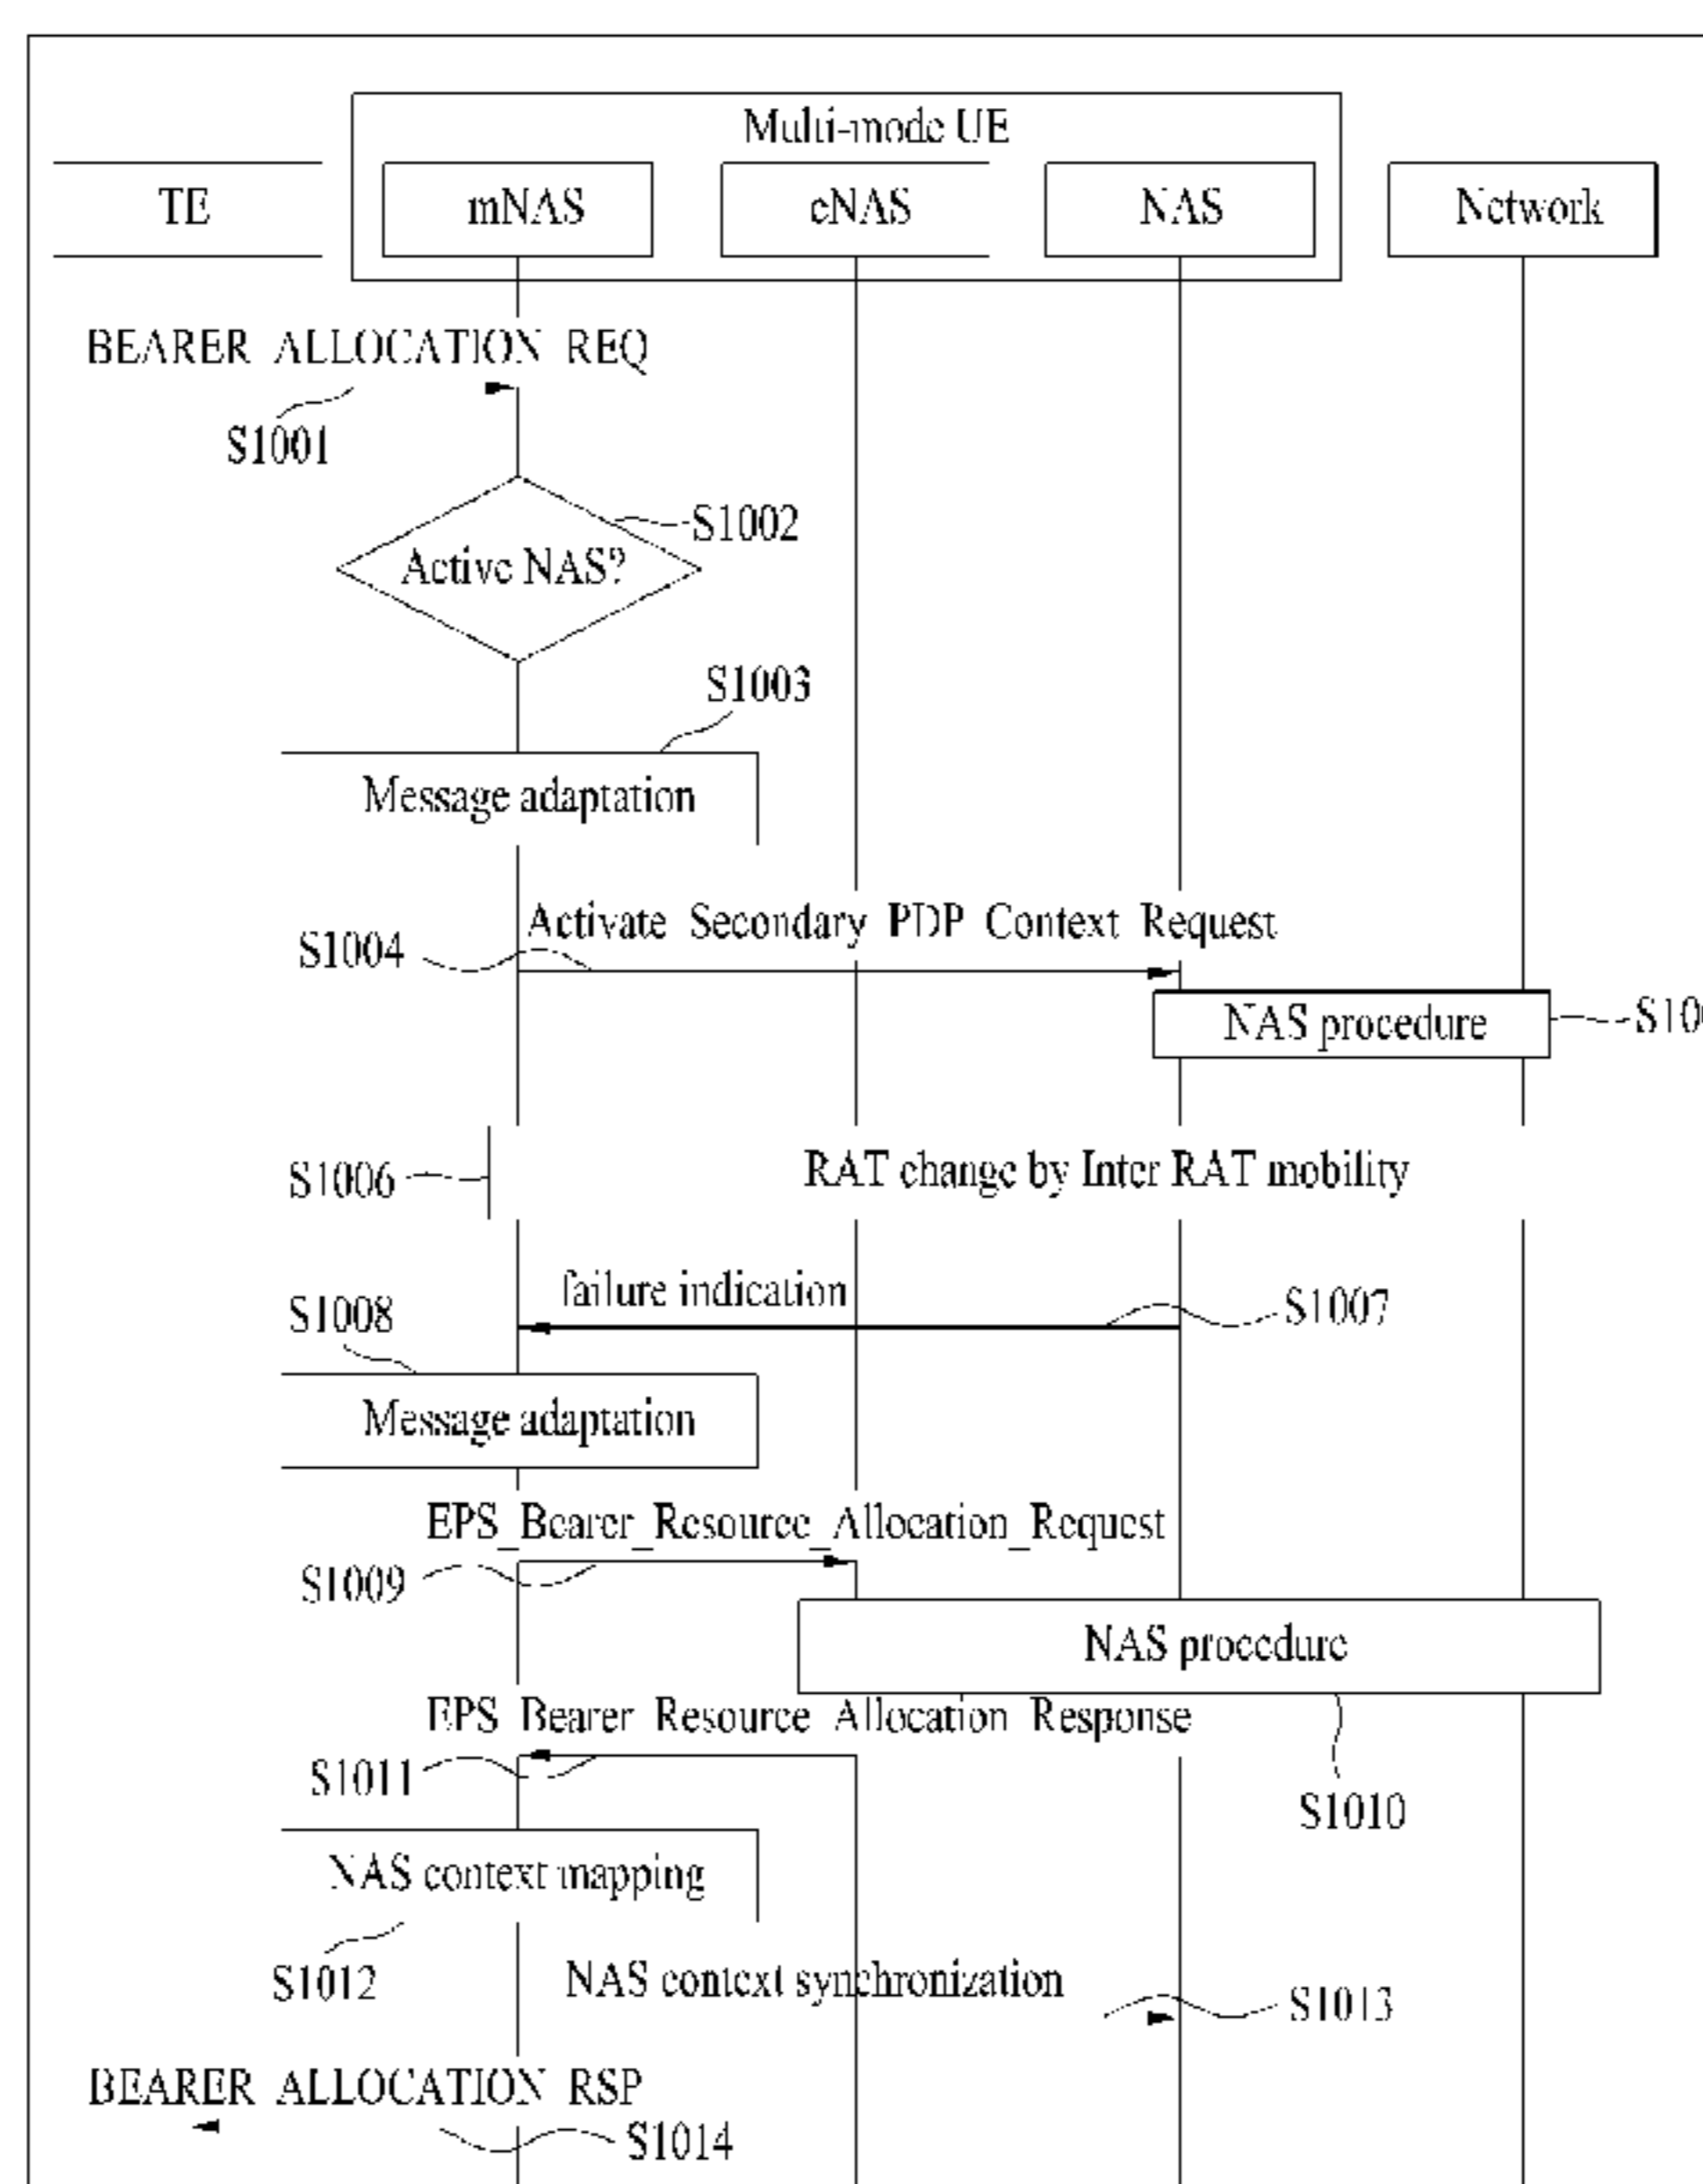 Multi-mode UE
TE
mNAS
eNAS
NAS
Network
BEARER ALLOCATION REQ
S1001
S1002
Active NAS?
S1003
Message adaptation
Activate Secondary PDP Context Request
S1004
NAS procedure
S100
S1006
RAT change by Inter RAT mobility
failure indication
S1007
S1008
Message adaptation
EPS_Bearer_Resource_Allocation_Request
S1009
NAS procedure
EPS Bearer Resource Allocation Response
S1011
S1010
NAS context mapping
S1012
NAS context synchronization
S1013
BEARER ALLOCATION RSP
S1014